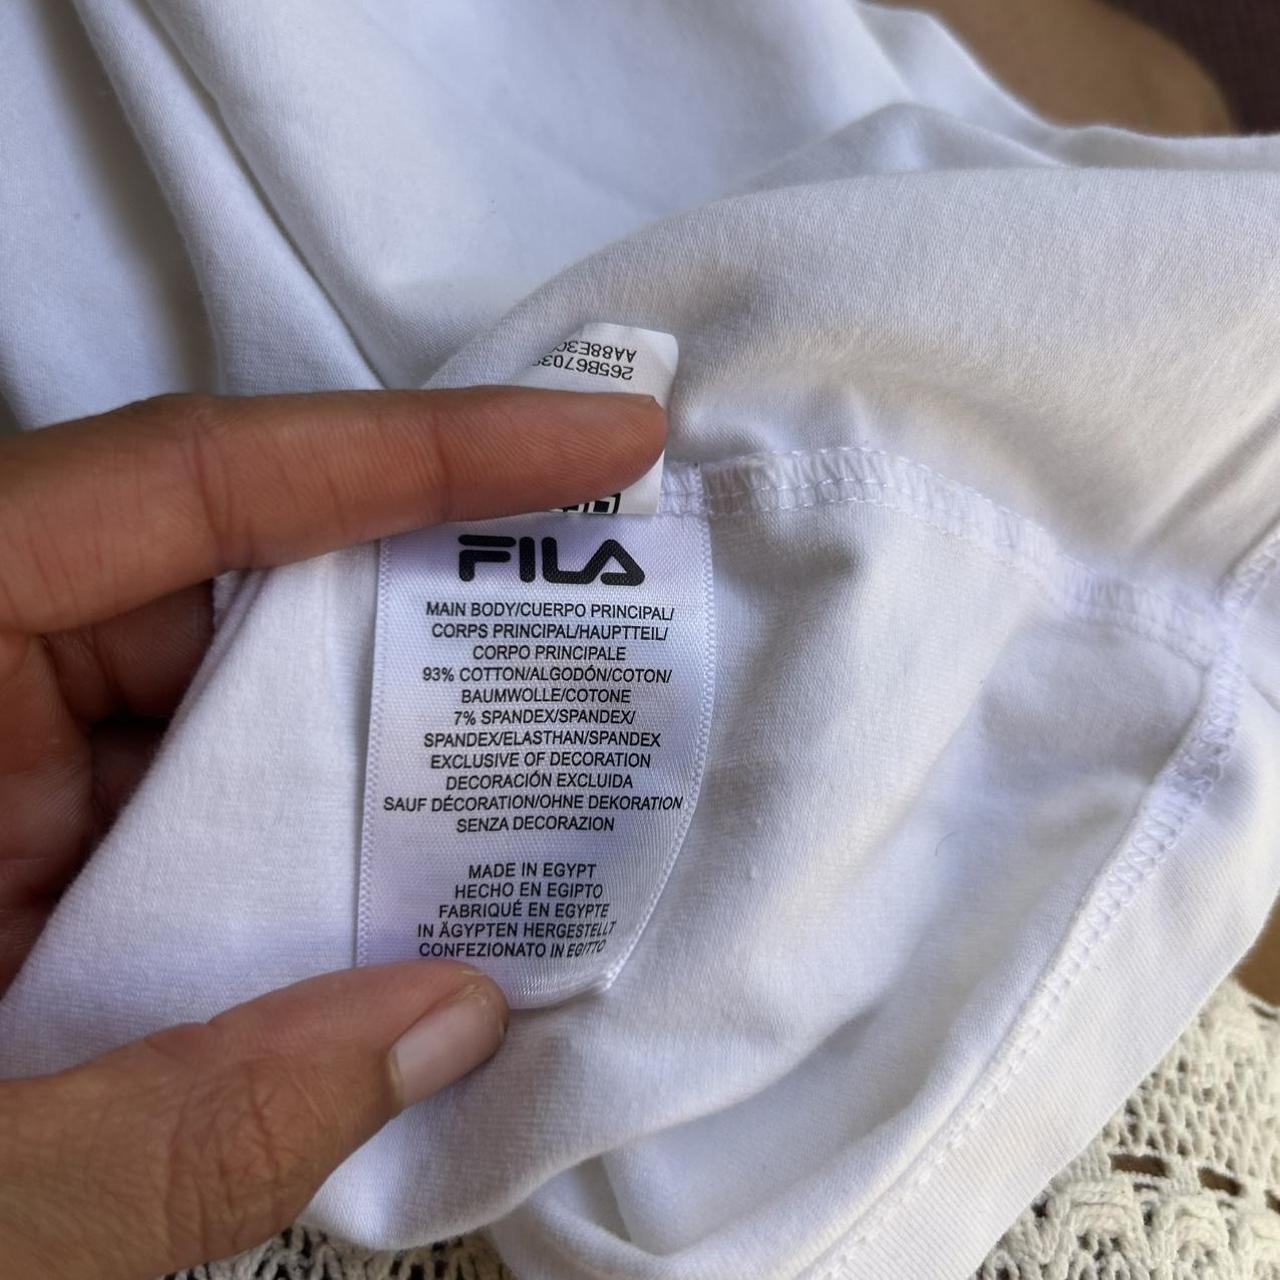 AA88E3
265B6703
FILA
MAIN BODY/CUERPO PRINCIPAL/
CORPS PRINCIPAL/HAUPTTEIL/
CORPO PRINCIPALE
93% COTTON/ALGODÓN/COTON/
BAUMWOLLE/COTONE
7% SPANDEX/SPANDEX/
SPANDEX/ELASTHAN/SPANDEX
EXCLUSIVE OF DECORATION
DECORACIÓN EXCLUIDA
SAUF DÉCORATION/OHNE DEKORATION
SENZA DECORAZION
MADE IN EGYPT
HECHO EN EGIPTO
FABRIQUÉ EN EGYPTE
IN ÄGYPTEN HERGESTELLT
CONFEZIONATO IN EGITTO